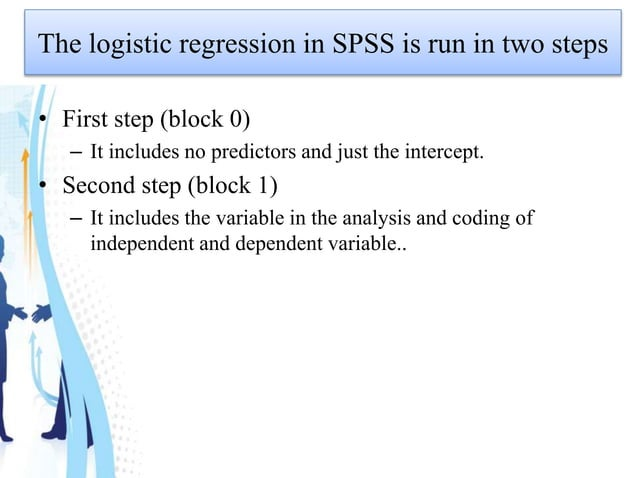 The logistic regression in SPSS is run in two steps
• First step (block 0)
– It includes no predictors and just the intercept.
• Second step (block 1)
– It includes the variable in the analysis and coding of
independent and dependent variable..